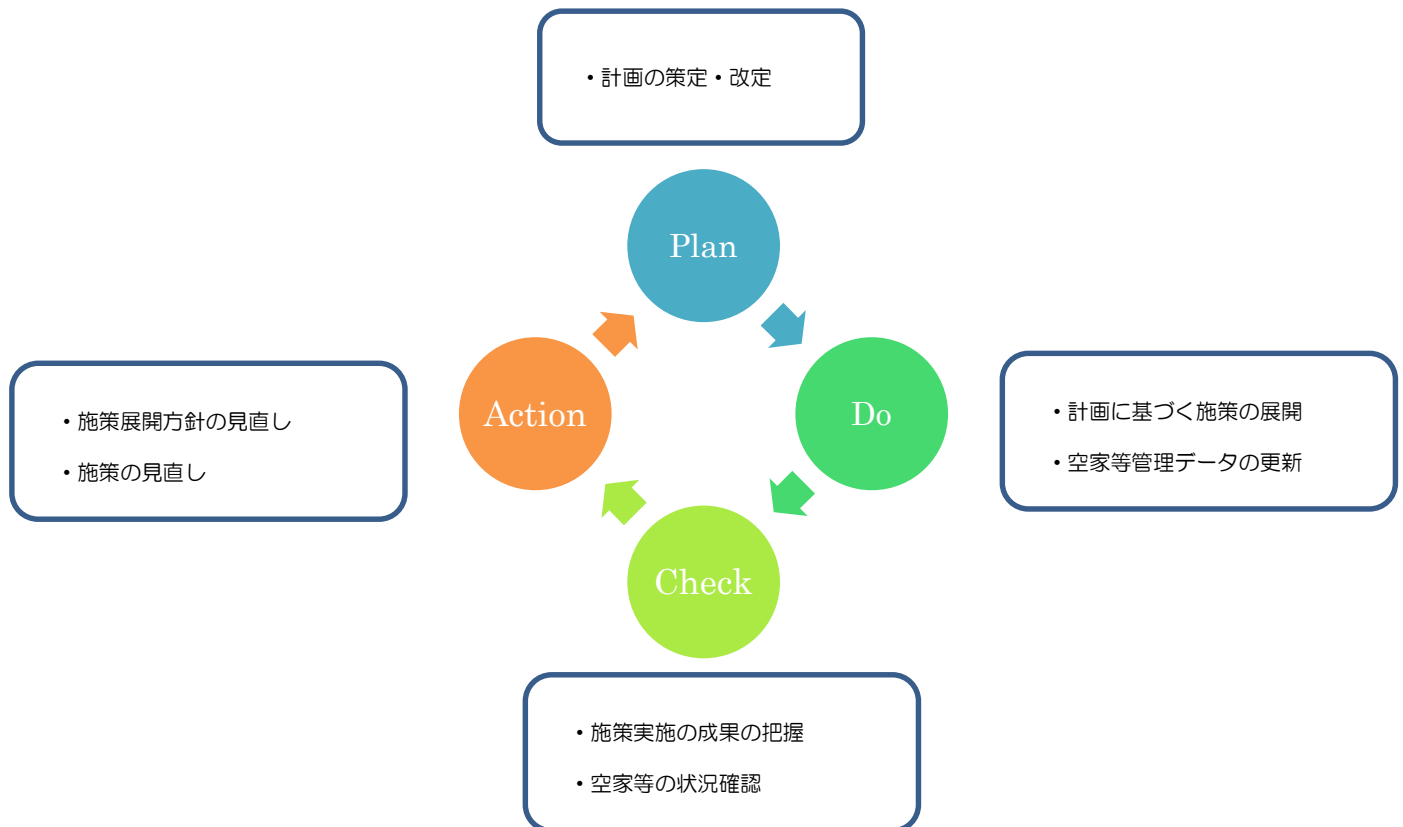 ・計画の策定・改定
Plan
Action
・施策展開方針の見直し
・施策の見直し
Do
・計画に基づく施策の展開
・空家等管理データの更新
Check
・施策実施の成果の把握
・空家等の状況確認